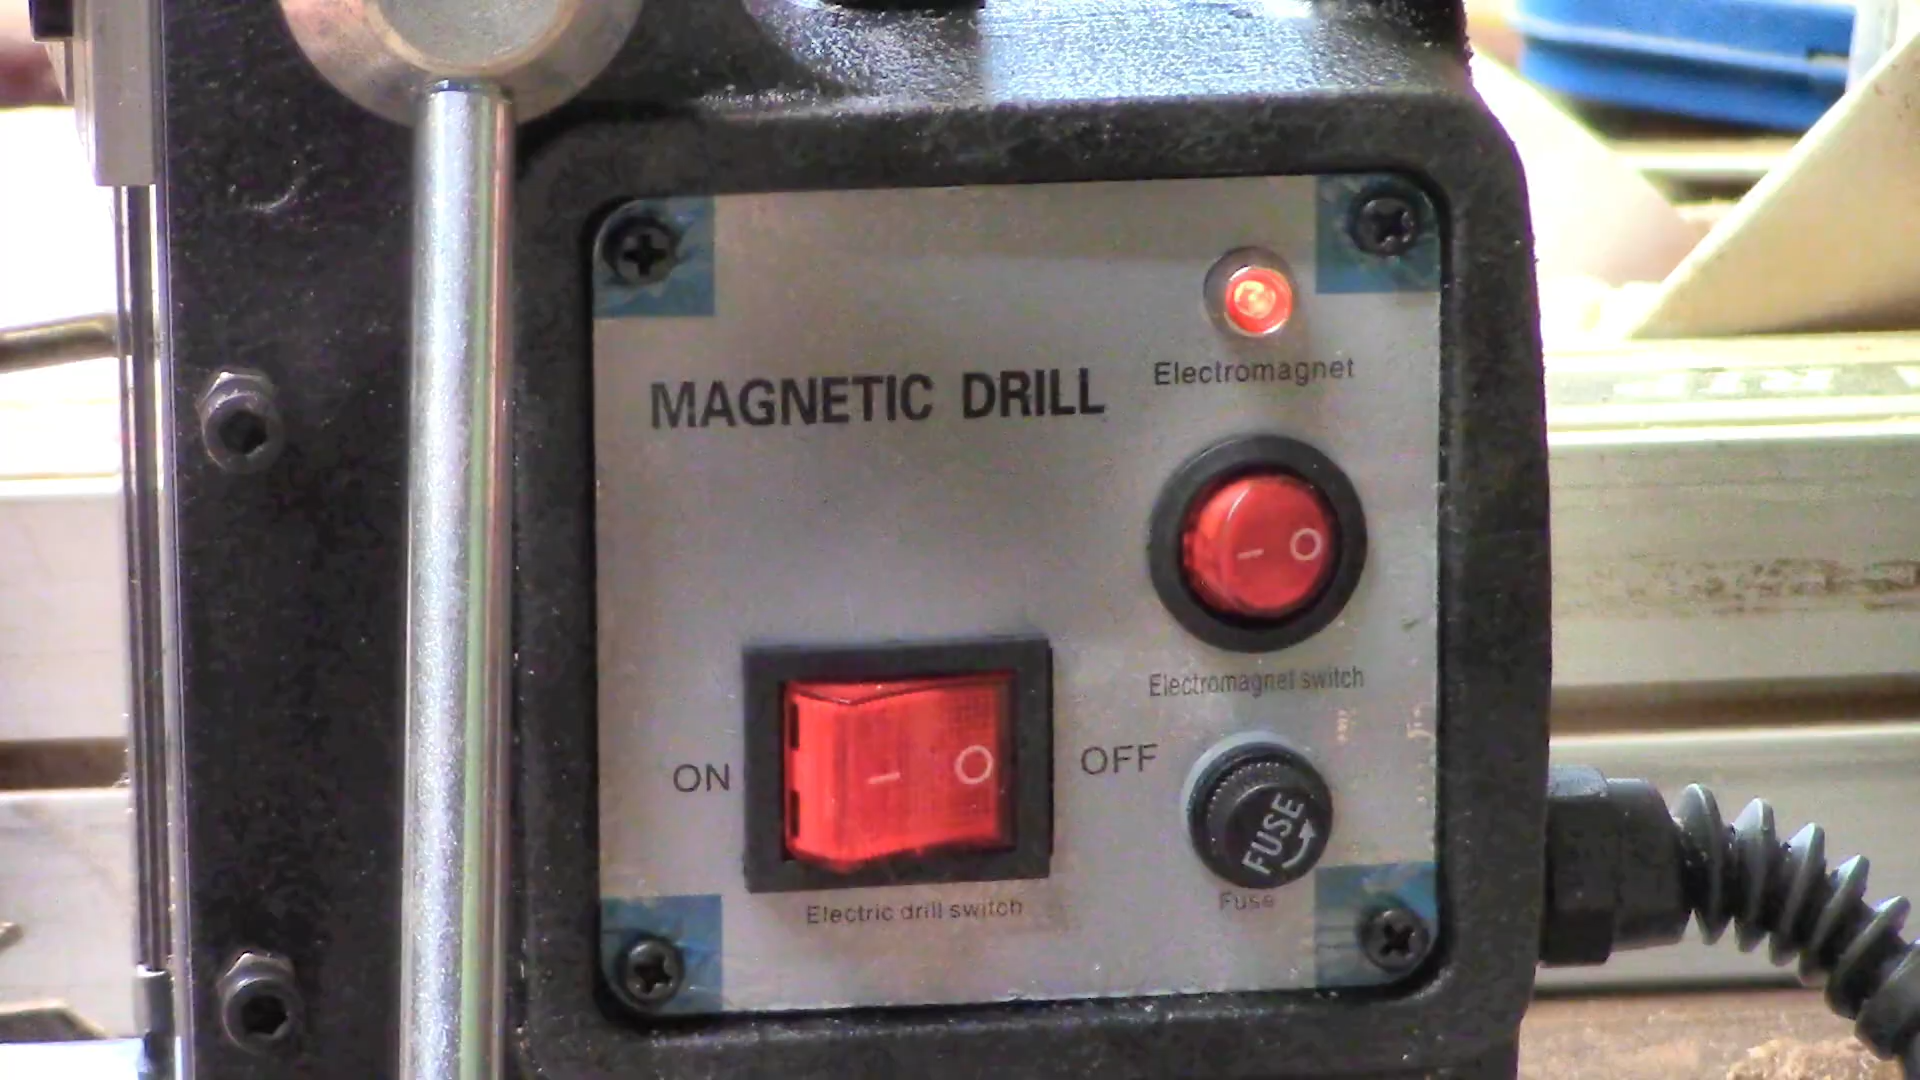 Electromagnet
MAGNETIC DRILL
– O
Electromagnet switch
ON
– O
OFF
FUSE
Electric drill switch
Fuse